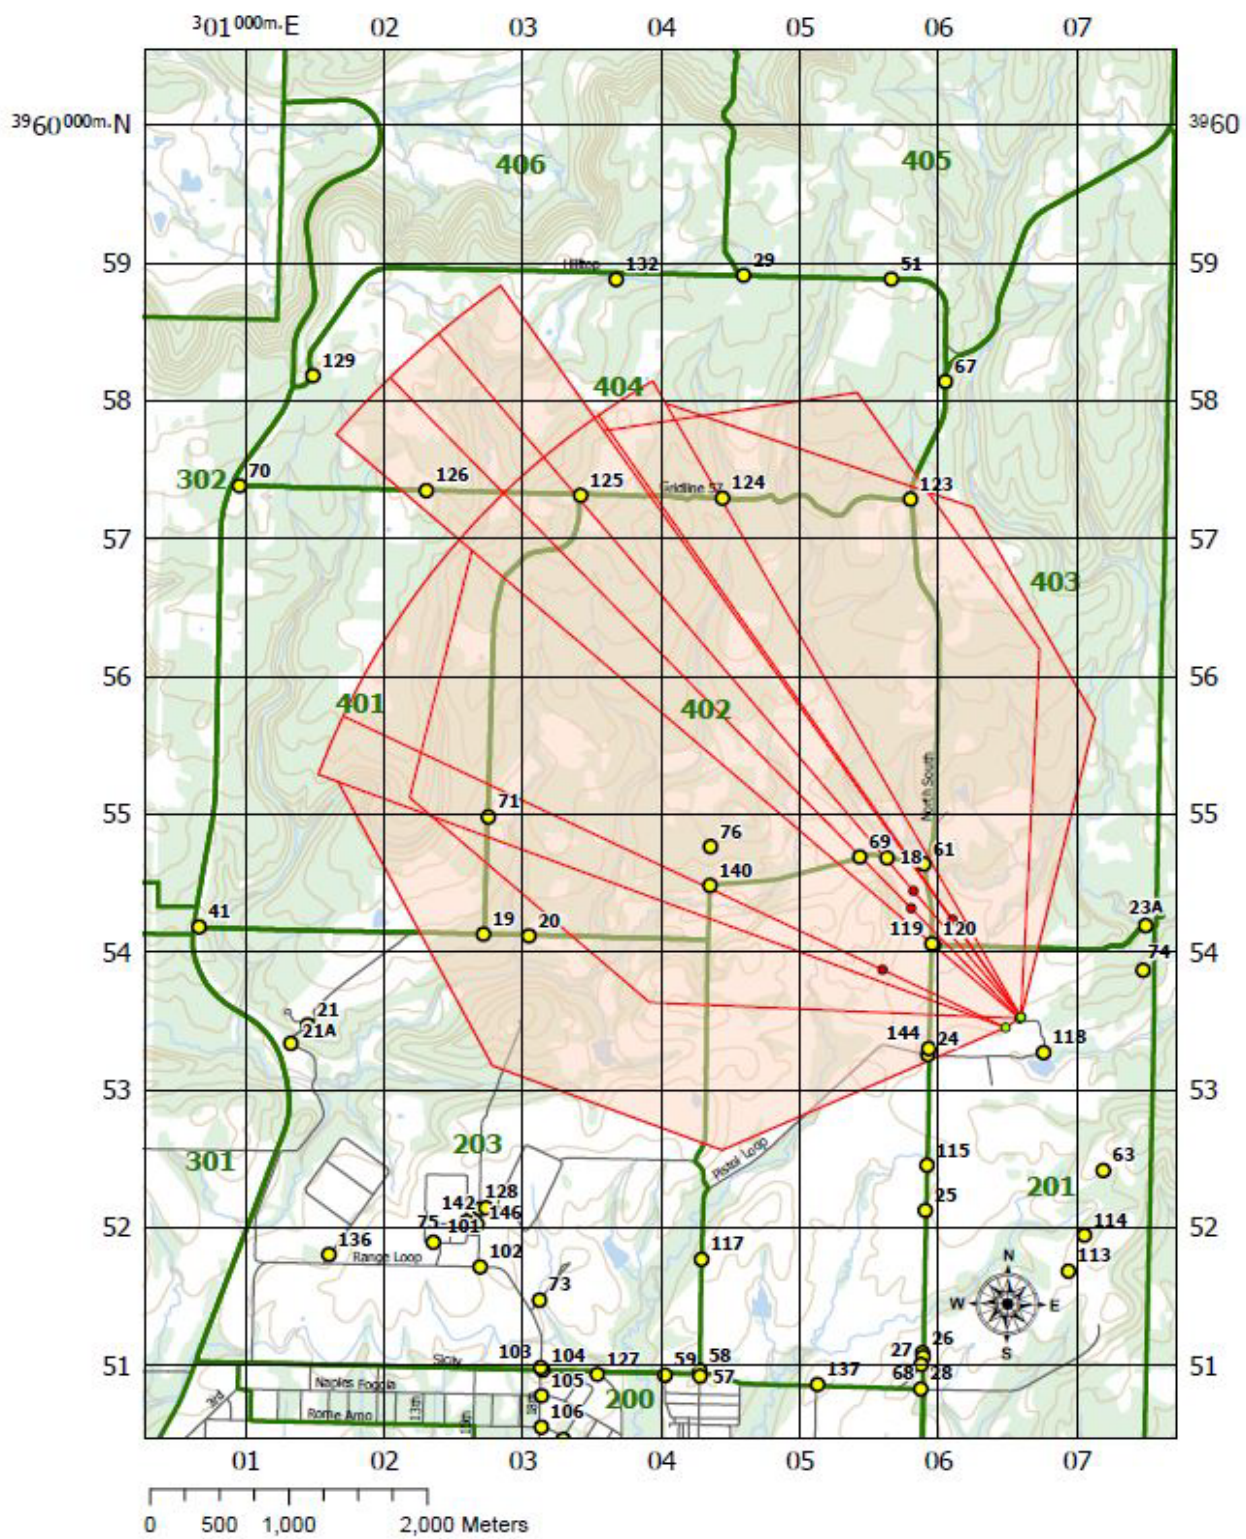 301000m.E 02 03 04 05 06 07
3960000m.N 3960
406 405
59 Hilltop 132 29 51 59
129 404 67
58 58
302 70 126 125 Gridline 57 124 123
57 57
403
56 56
401 402
North South
55 71 55
76 69 18 61
140
41 19 20 119 120 23A
54 54
74
21 144 24 118
21A
53 53
203 Pistol Loop 115 63
301 201
142 128 25
75 101 146 114
52 52
136 Range Loop 102 117 113
N
W E
S
73
26
51 Sicily 103 104 127 59 58 27 51
57 137 68 28
Naples Foggia 105 200
3rd Rome Arno 13th 18th 106
01 02 03 04 05 06 07
0 500 1,000 2,000 Meters